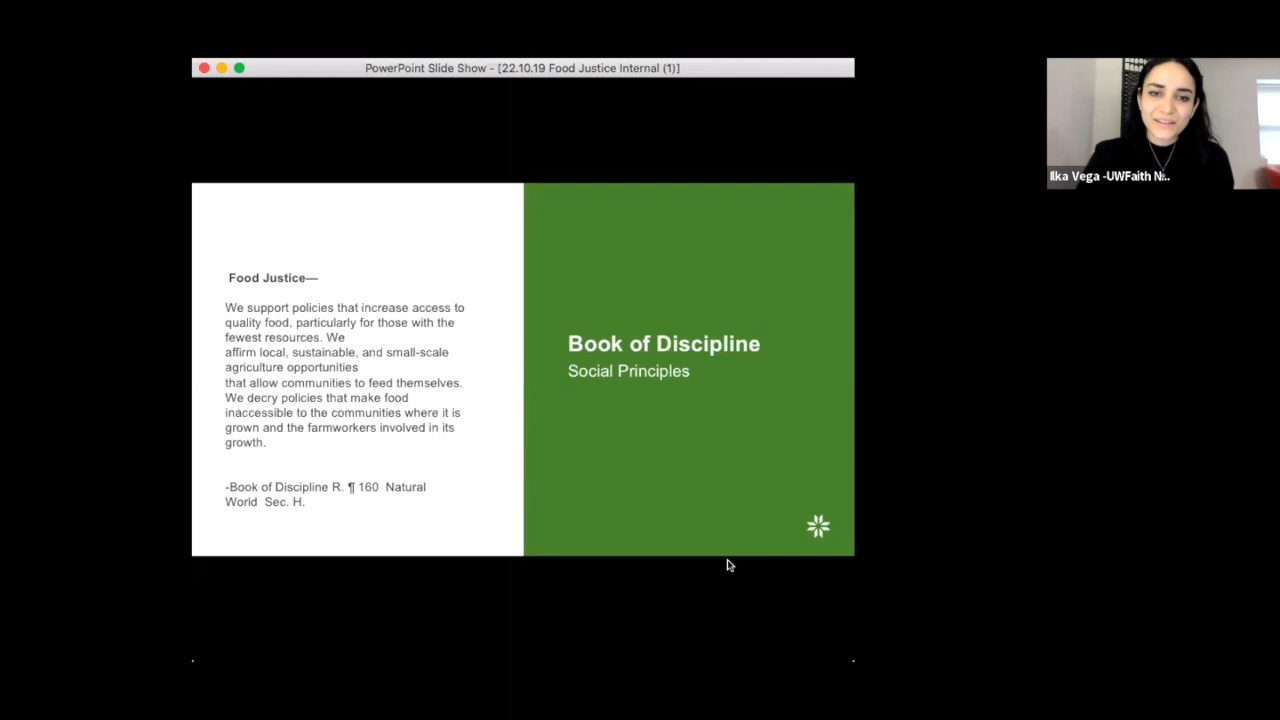 PowerPoint Slide Show - [22.10.19 Food Justice Internal (1)]
Ilka Vega -UWFaith N...
Food Justice—
We support policies that increase access to
quality food, particularly for those with the
fewest resources. We
affirm local, sustainable, and small-scale
agriculture opportunities
that allow communities to feed themselves.
We decry policies that make food
inaccessible to the communities where it is
grown and the farmworkers involved in its
growth.
-Book of Discipline R. ¶ 160 Natural
World Sec. H.
Book of Discipline
Social Principles